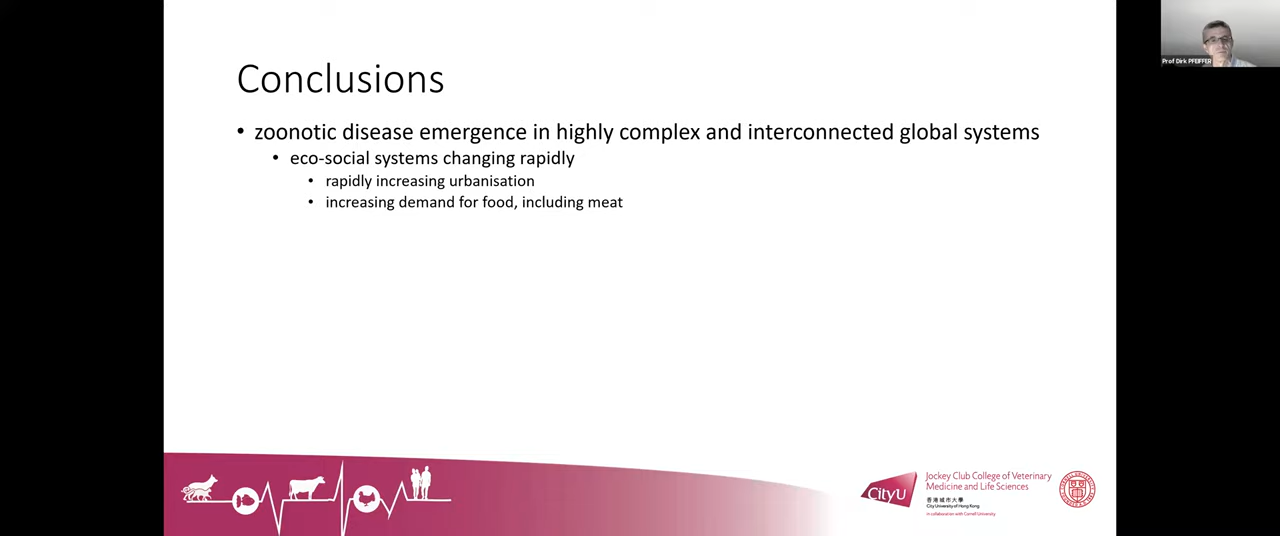 Conclusions
• zoonotic disease emergence in highly complex and interconnected global systems
• eco-social systems changing rapidly
• rapidly increasing urbanisation
• increasing demand for food, including meat
Prof Dirk PFEIFFER
CityU
Jockey Club College of Veterinary
Medicine and Life Sciences
香港城市大學
City University of Hong Kong
in collaboration with Cornell University